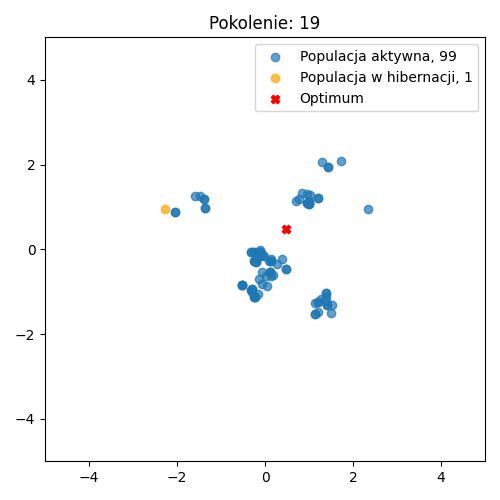 Pokolenie: 19
Populacja aktywna, 99
Populacja w hibernacji, 1
Optimum
4
2
0
−2
−4
−4
−2
0
2
4